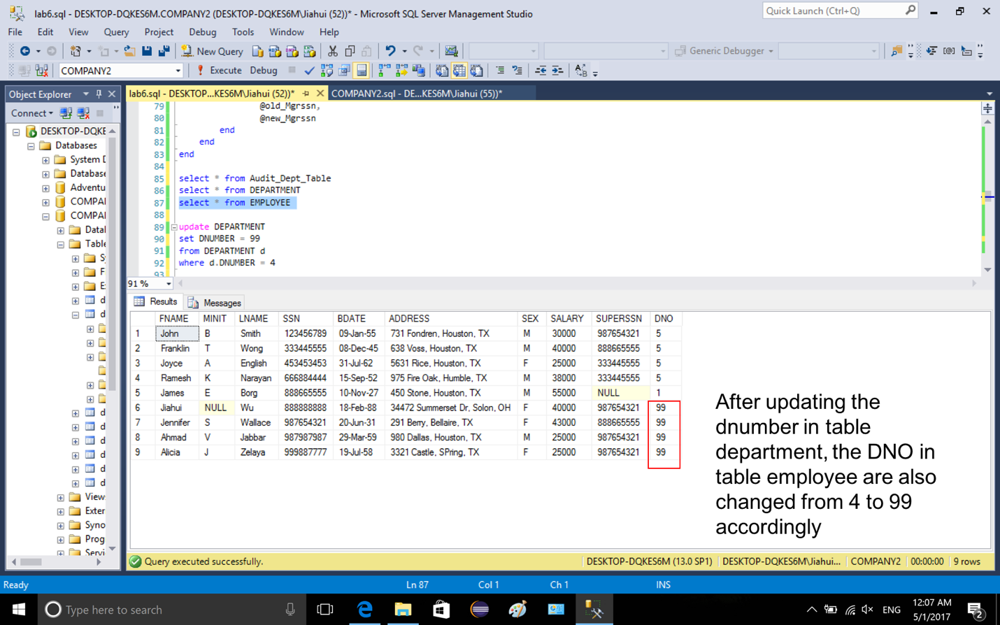 lab6.sql - DESKTOP-DQKES6M.COMPANY2 (DESKTOP-DQKES6M\Jiahui (52))* - Microsoft SQL Server Management Studio
Quick Launch (Ctrl+Q)
File Edit View Query Project Debug Tools Window Help
New Query
Generic Debugger
COMPANY2
Execute Debug
Object Explorer
lab6.sql - DESKTOP...KES6M\Jiahui (52))*
COMPANY2.sql - DE...KES6M\Jiahui (55))*
Connect
DESKTOP-DQKE
Databases
System D
Database
Adventu
COMPAI
COMPAI
Datal
Table
S
F
E
d
d
d
d
d
d
d
d
View
Exter
Syno
Prog
Servi
79 @old_Mgrssn,
80 @new_Mgrssn
81 end
82 end
83 end
84
85 select * from Audit_Dept_Table
86 select * from DEPARTMENT
87 select * from EMPLOYEE
88
89 update DEPARTMENT
90 set DNUMBER = 99
91 from DEPARTMENT d
92 where d.DNUMBER = 4
93
91 %
Results Messages
FNAME MINIT LNAME SSN BDATE ADDRESS SEX SALARY SUPERSSN DNO
1 John B Smith 123456789 09-Jan-55 731 Fondren, Houston, TX M 30000 987654321 5
2 Franklin T Wong 333445555 08-Dec-45 638 Voss, Houston, TX M 40000 888665555 5
3 Joyce A English 453453453 31-Jul-62 5631 Rice, Houston, TX F 25000 333445555 5
4 Ramesh K Narayan 666884444 15-Sep-52 975 Fire Oak, Humble, TX M 38000 333445555 5
5 James E Borg 888665555 10-Nov-27 450 Stone, Houston, TX M 55000 NULL 1
6 Jiahui NULL Wu 888888888 18-Feb-88 34472 Summerset Dr, Solon, OH F 40000 987654321 99
7 Jennifer S Wallace 987654321 20-Jun-31 291 Berry, Bellaire, TX F 43000 888665555 99
8 Ahmad V Jabbar 987987987 29-Mar-59 980 Dallas, Houston, TX M 25000 987654321 99
9 Alicia J Zelaya 999887777 19-Jul-58 3321 Castle, SPring, TX F 25000 987654321 99
After updating the
dnumber in table
department, the DNO in
table employee are also
changed from 4 to 99
accordingly
Query executed successfully.
DESKTOP-DQKES6M (13.0 SP1) DESKTOP-DQKES6M\Jiahui... COMPANY2 00:00:00 9 rows
Ready Ln 87 Col 1 Ch 1 INS
Type here to search
ENG
12:07 AM
5/1/2017
2